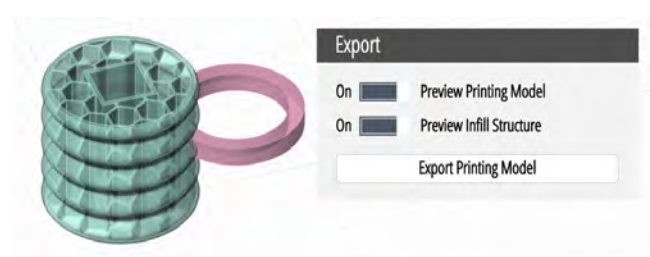 Export
On Preview Printing Model
On Preview Infill Structure
Export Printing Model